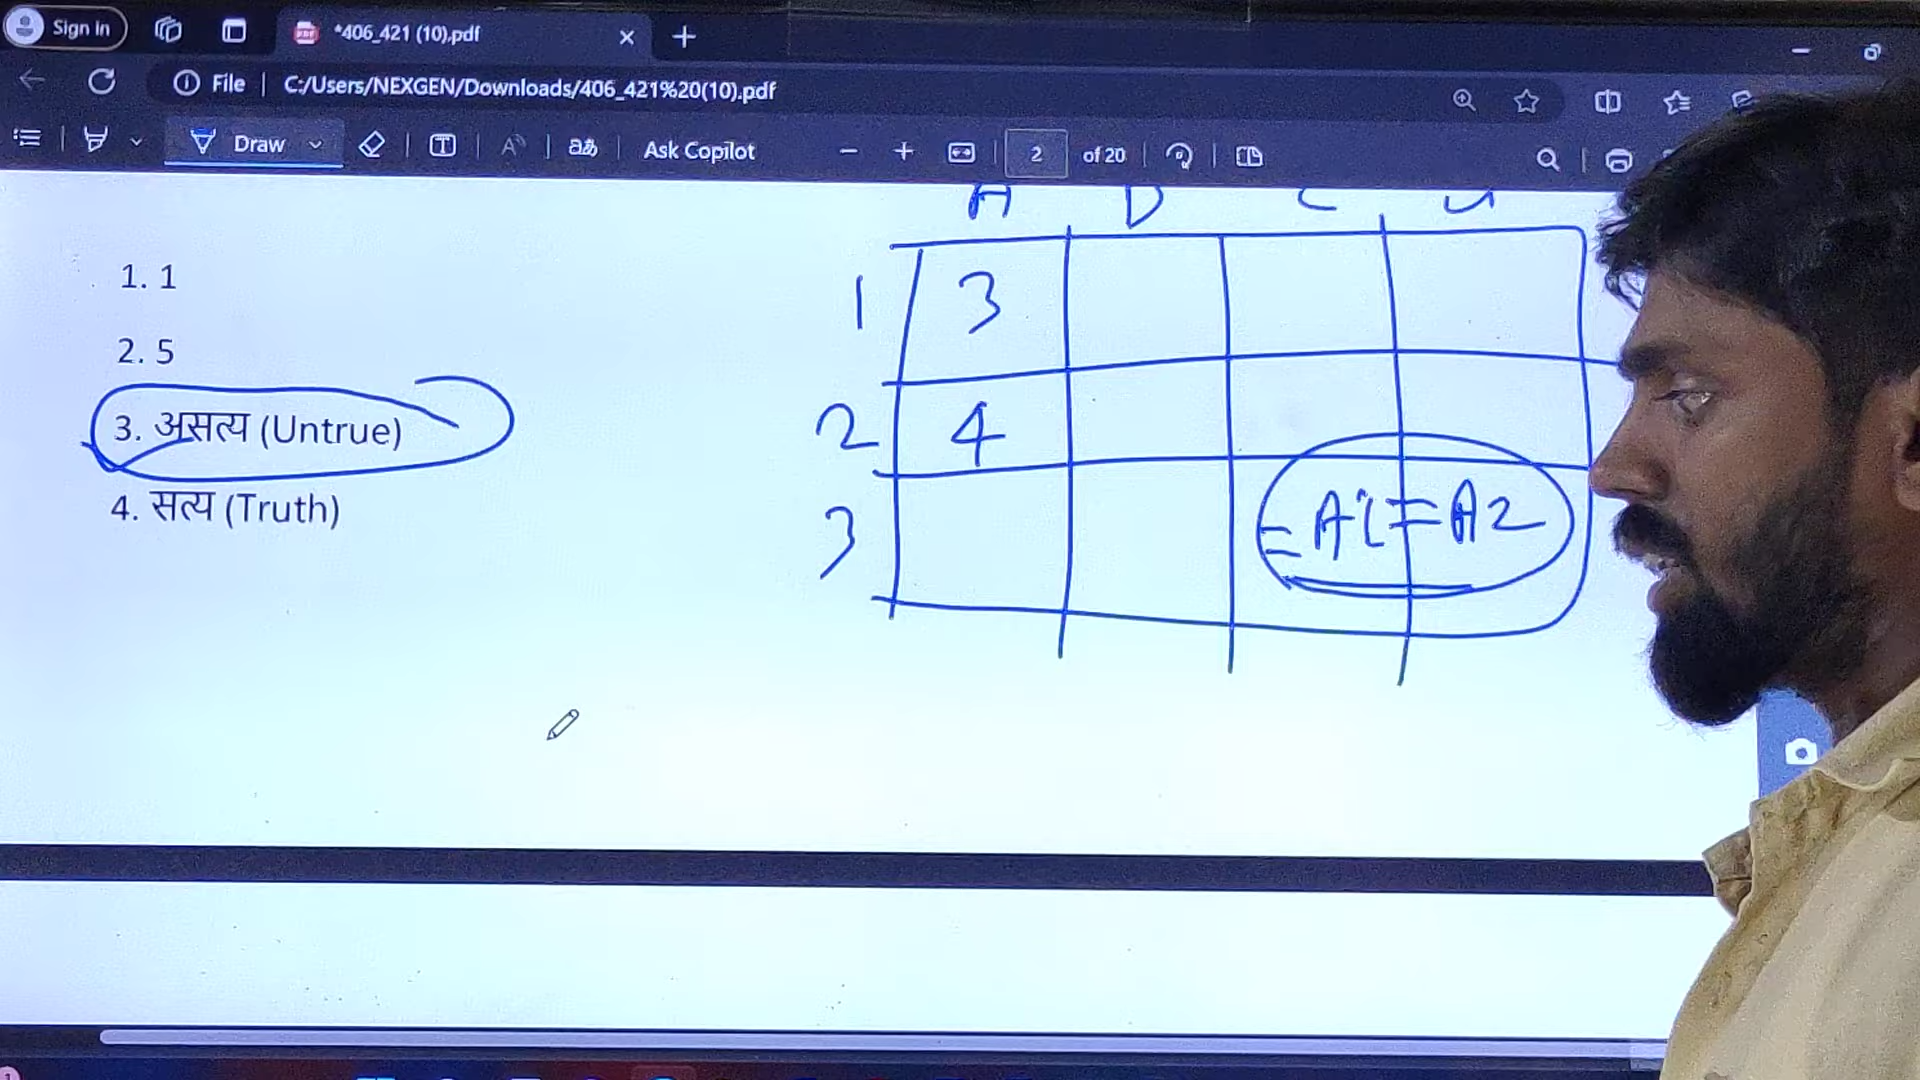 Sign In
*406_421 (10).pdf
File | C:/Users/NEXGEN/Downloads/406_421%20(10).pdf
Draw
Ask Copilot
2 of 20
A
1. 1
1 3
2. 5
3. असत्य (Untrue)
2 4
4. सत्य (Truth)
3 =A1=A2